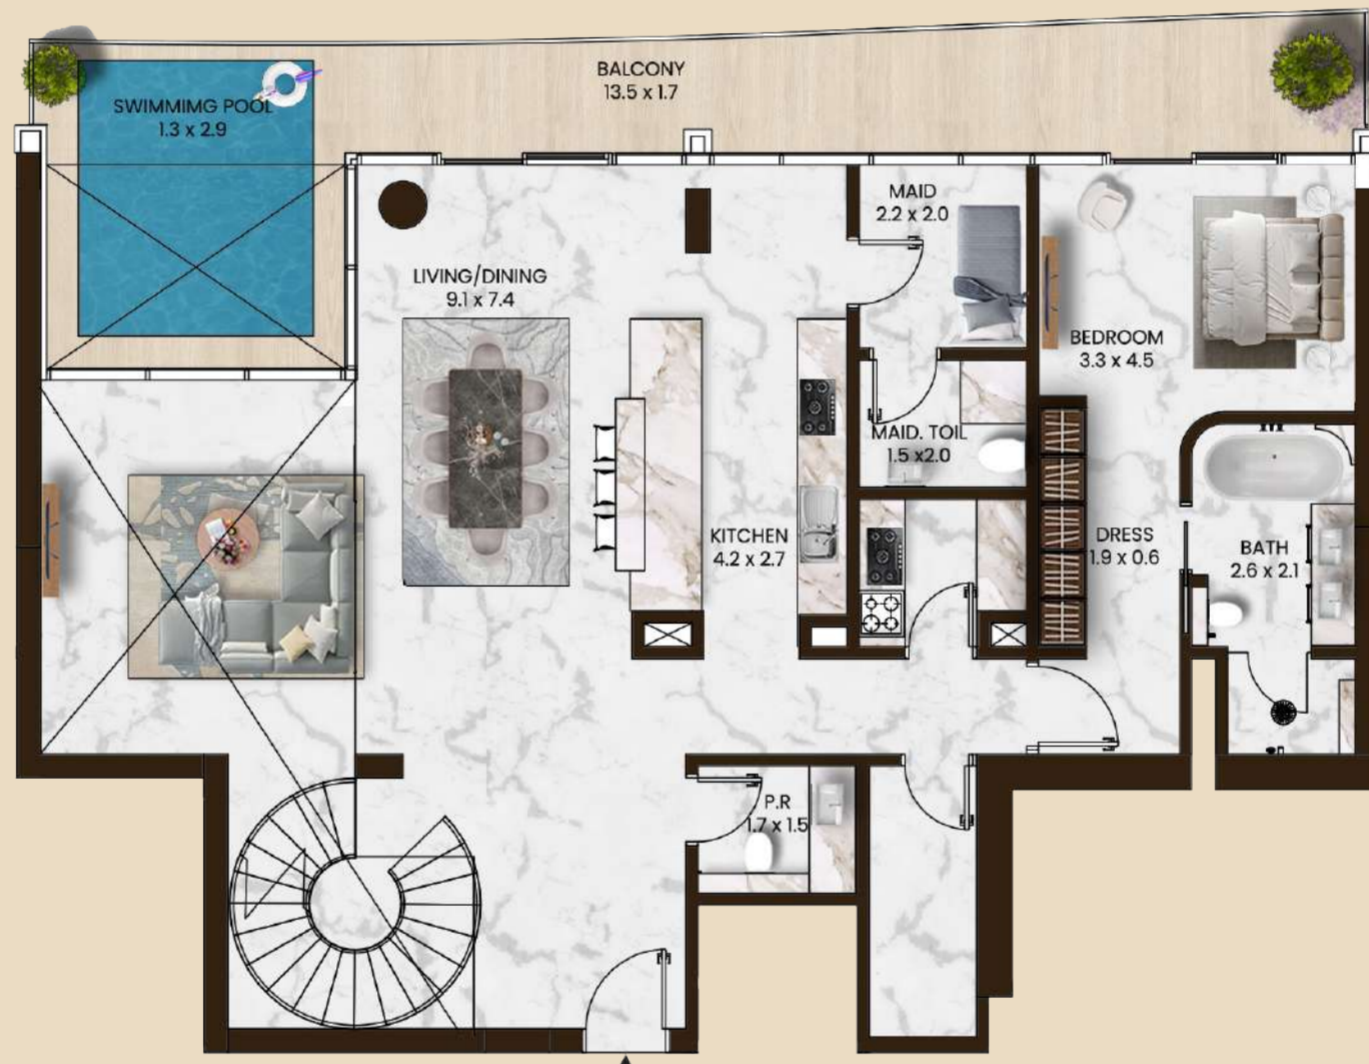 BALCONY
13.5 x 1.7
SWIMMIMG POOL
1.3 x 2.9
MAID
2.2 x 2.0
LIVING/DINING
9.1 x 7.4
BEDROOM
3.3 x 4.5
MAID. TOIL
1.5 x2.0
KITCHEN
4.2 x 2.7
DRESS
1.9 x 0.6
BATH
2.6 x 2.1
P.R
1.7 x 1.5